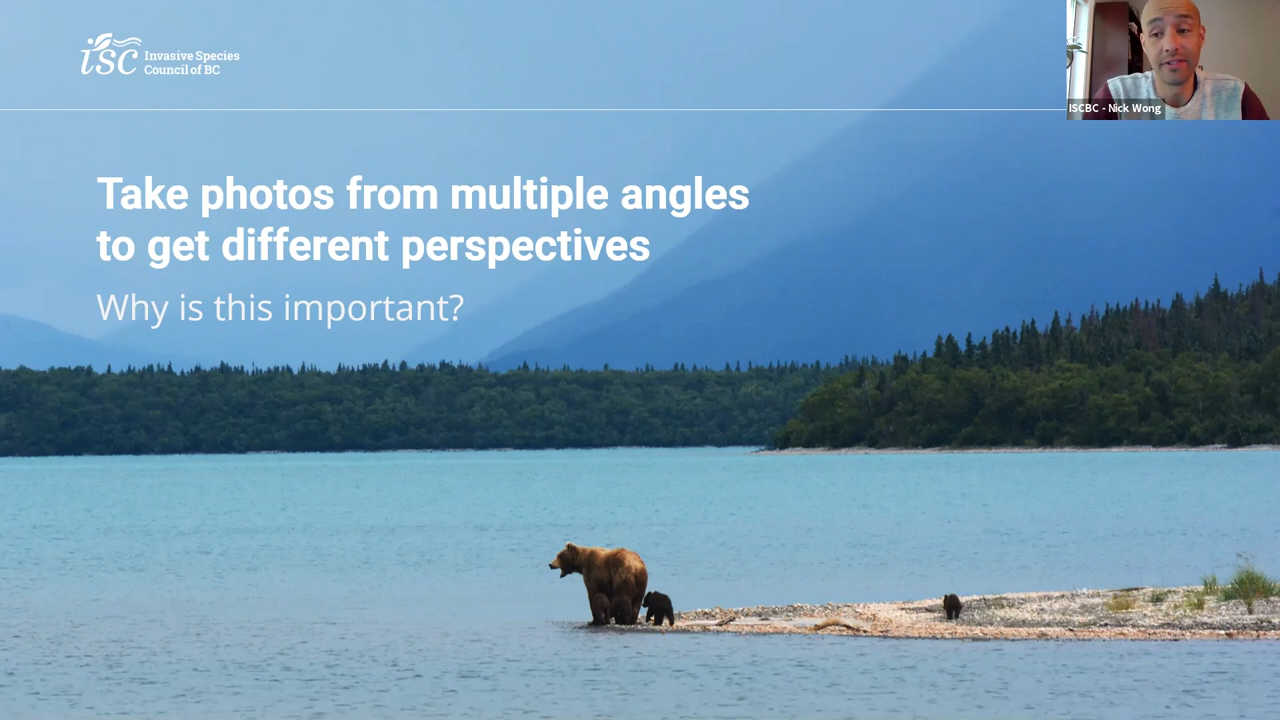 isc Invasive Species
Council of BC
ISCBC - Nick Wong
Take photos from multiple angles
to get different perspectives
Why is this important?